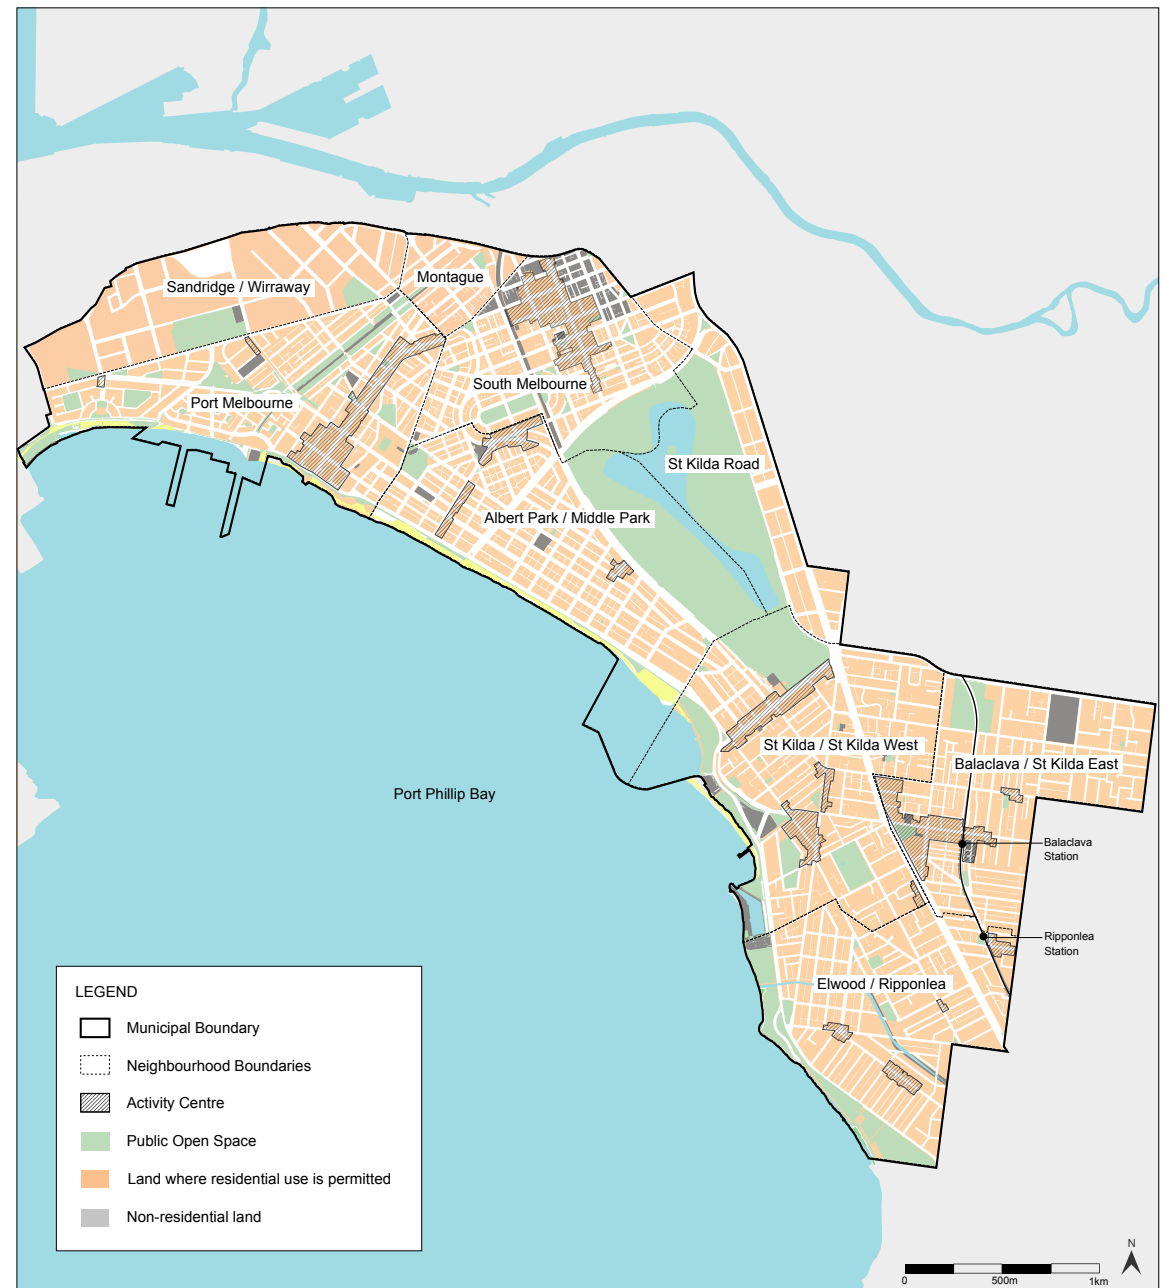 Sandridge / Wirraway
Montague
South Melbourne
Port Melbourne
St Kilda Road
Albert Park / Middle Park
St Kilda / St Kilda West
Balaclava / St Kilda East
Port Phillip Bay
Balaclava
Station
Ripponlea
Station
Elwood / Ripponlea
LEGEND
Municipal Boundary
Neighbourhood Boundaries
Activity Centre
Public Open Space
Land where residential use is permitted
Non-residential land
N
0 500m 1km